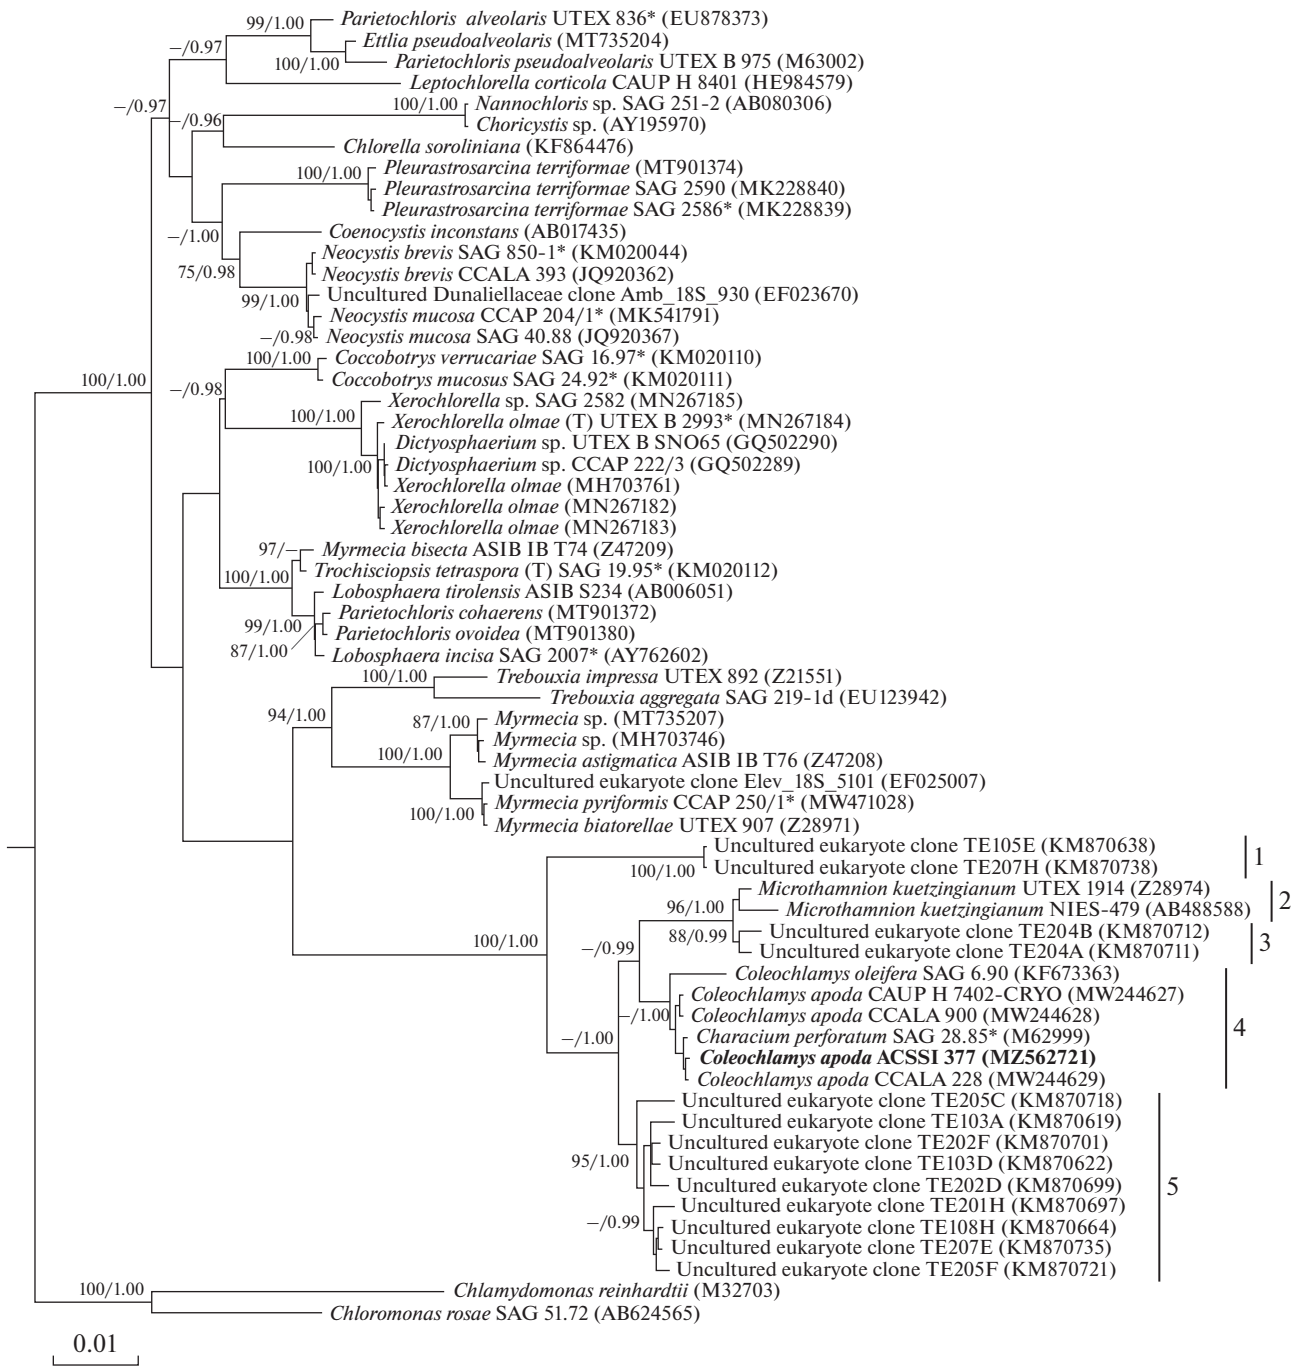 99/1.00 Parietochloris alveolaris UTEX 836* (EU878373)
–/0.97 Ettlia pseudoalveolaris (MT735204)
100/1.00 Parietochloris pseudoalveolaris UTEX B 975 (M63002)
Leptochlorella corticola CAUP H 8401 (HE984579)
–/0.97 100/1.00 Nannochloris sp. SAG 251-2 (AB080306)
–/0.96 Choricystis sp. (AY195970)
Chlorella soroliniana (KF864476)
100/1.00 Pleurastrosarcina terriformae (MT901374)
Pleurastrosarcina terriformae SAG 2590 (MK228840)
Pleurastrosarcina terriformae SAG 2586* (MK228839)
–/1.00 Coenocystis inconstans (AB017435)
Neocystis brevis SAG 850-1* (KM020044)
75/0.98 Neocystis brevis CCALA 393 (JQ920362)
99/1.00 Uncultured Dunaliellaceae clone Amb_18S_930 (EF023670)
Neocystis mucosa CCAP 204/1* (MK541791)
–/0.98 Neocystis mucosa SAG 40.88 (JQ920367)
100/1.00 Coccobotrys verrucariae SAG 16.97* (KM020110)
100/1.00 –/0.98 Coccobotrys mucosus SAG 24.92* (KM020111)
Xerochlorella sp. SAG 2582 (MN267185)
100/1.00 Xerochlorella olmae (T) UTEX B 2993* (MN267184)
Dictyosphaerium sp. UTEX B SNO65 (GQ502290)
100/1.00 Dictyosphaerium sp. CCAP 222/3 (GQ502289)
Xerochlorella olmae (MH703761)
Xerochlorella olmae (MN267182)
Xerochlorella olmae (MN267183)
97/– Myrmecia bisecta ASIB IB T74 (Z47209)
100/1.00 Trochisciopsis tetraspora (T) SAG 19.95* (KM020112)
Lobosphaera tirolensis ASIB S234 (AB006051)
99/1.00 Parietochloris cohaerens (MT901372)
Parietochloris ovoidea (MT901380)
87/1.00 Lobosphaera incisa SAG 2007* (AY762602)
100/1.00 Trebouxia impressa UTEX 892 (Z21551)
Trebouxia aggregata SAG 219-1d (EU123942)
94/1.00 87/1.00 Myrmecia sp. (MT735207)
Myrmecia sp. (MH703746)
100/1.00 Myrmecia astigmatica ASIB IB T76 (Z47208)
Uncultured eukaryote clone Elev_18S_5101 (EF025007)
Myrmecia pyriformis CCAP 250/1* (MW471028)
100/1.00 Myrmecia biatorellae UTEX 907 (Z28971)
Uncultured eukaryote clone TE105E (KM870638)
1
100/1.00 Uncultured eukaryote clone TE207H (KM870738)
Microthamnion kuetzingianum UTEX 1914 (Z28974)
2
96/1.00 Microthamnion kuetzingianum NIES-479 (AB488588)
88/0.99 Uncultured eukaryote clone TE204B (KM870712)
3
100/1.00 –/0.99 Uncultured eukaryote clone TE204A (KM870711)
Coleochlamys oleifera SAG 6.90 (KF673363)
Coleochlamys apoda CAUP H 7402-CRYO (MW244627)
–/1.00 Coleochlamys apoda CCALA 900 (MW244628)
4
–/1.00 Characium perforatum SAG 28.85* (M62999)
Coleochlamys apoda ACSSI 377 (MZ562721)
Coleochlamys apoda CCALA 228 (MW244629)
Uncultured eukaryote clone TE205C (KM870718)
Uncultured eukaryote clone TE103A (KM870619)
Uncultured eukaryote clone TE202F (KM870701)
95/1.00 Uncultured eukaryote clone TE103D (KM870622)
Uncultured eukaryote clone TE202D (KM870699)
5
Uncultured eukaryote clone TE201H (KM870697)
–/0.99 Uncultured eukaryote clone TE108H (KM870664)
Uncultured eukaryote clone TE207E (KM870735)
Uncultured eukaryote clone TE205F (KM870721)
100/1.00 Chlamydomonas reinhardtii (M32703)
Chloromonas rosae SAG 51.72 (AB624565)
0.01